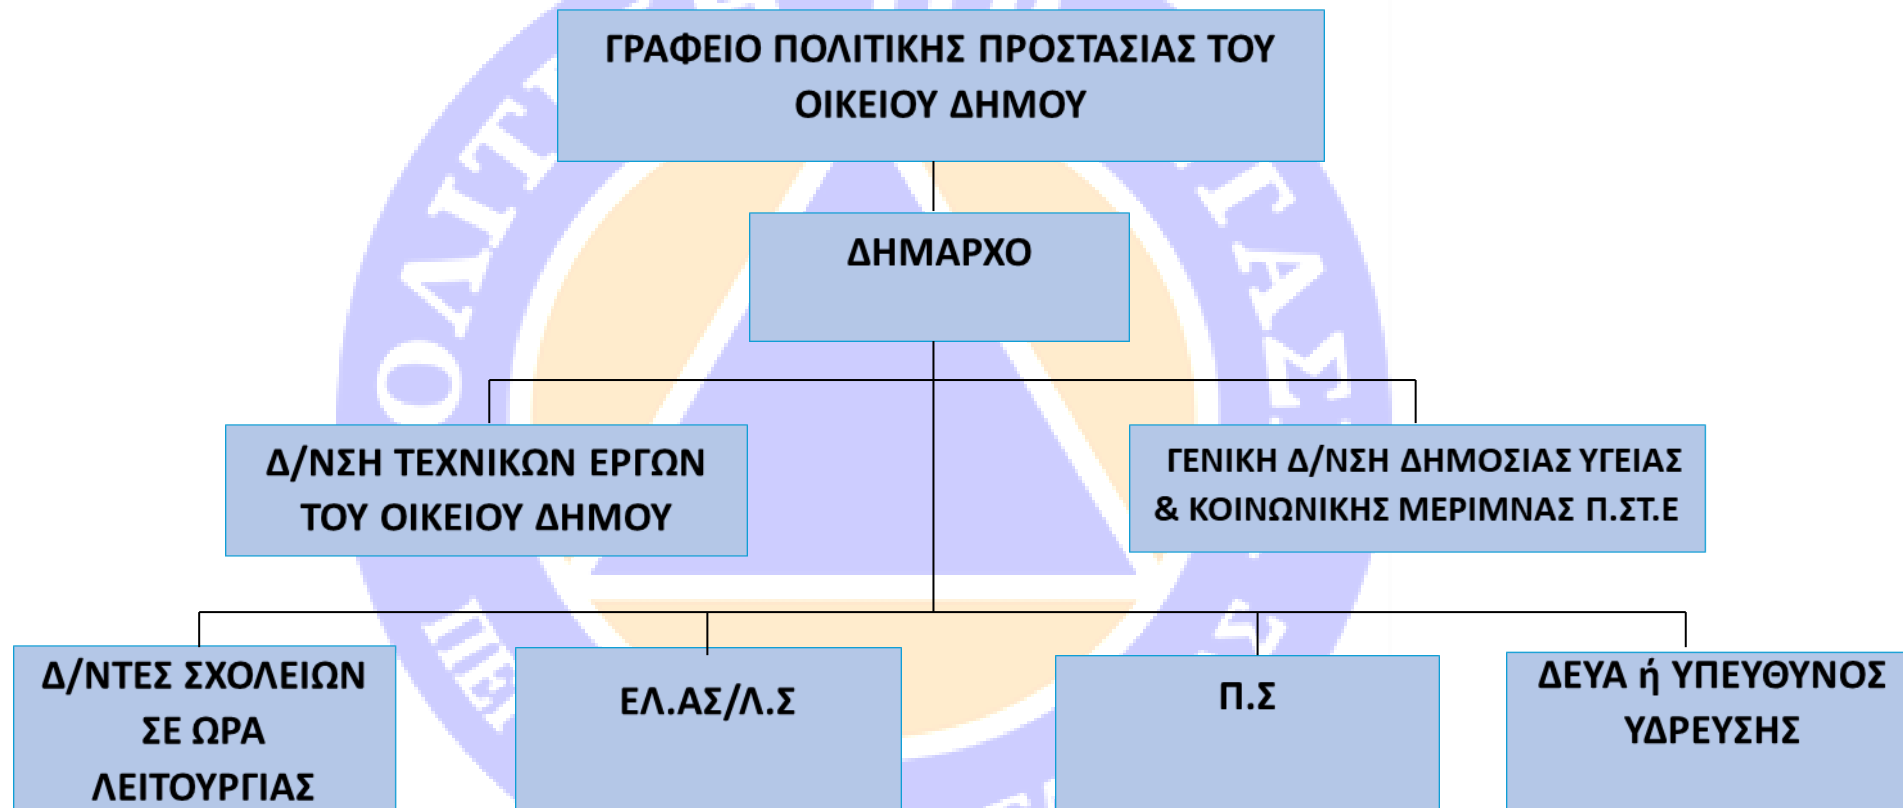 ΓΡΑΦΕΙΟ ΠΟΛΙΤΙΚΗΣ ΠΡΟΣΤΑΣΙΑΣ ΤΟΥ
ΟΙΚΕΙΟΥ ΔΗΜΟΥ
ΔΗΜΑΡΧΟ
Δ/ΝΣΗ ΤΕΧΝΙΚΩΝ ΕΡΓΩΝ
ΤΟΥ ΟΙΚΕΙΟΥ ΔΗΜΟΥ
ΓΕΝΙΚΗ Δ/ΝΣΗ ΔΗΜΟΣΙΑΣ ΥΓΕΙΑΣ
& ΚΟΙΝΩΝΙΚΗΣ ΜΕΡΙΜΝΑΣ Π.ΣΤ.Ε
Δ/ΝΤΕΣ ΣΧΟΛΕΙΩΝ
ΣΕ ΩΡΑ
ΛΕΙΤΟΥΡΓΙΑΣ
ΕΛ.ΑΣ/Λ.Σ
Π.Σ
ΔΕΥΑ ή ΥΠΕΥΘΥΝΟΣ
ΥΔΡΕΥΣΗΣ